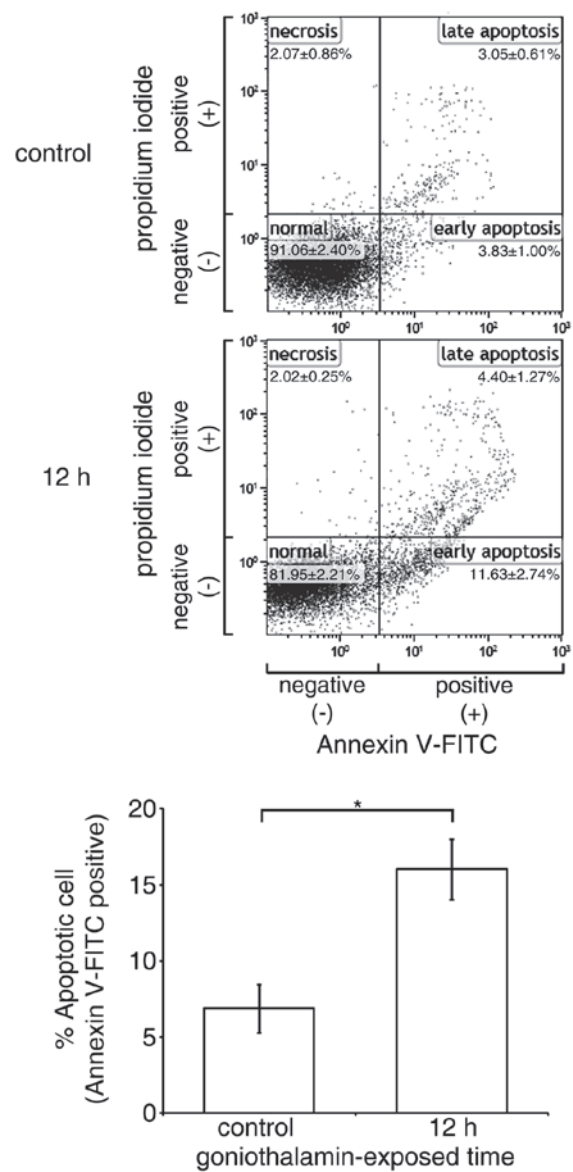 control
propidium iodide
negative (-)
positive (+)
necrosis
2.07±0.86%
late apoptosis
3.05±0.61%
normal
91.06±2.40%
early apoptosis
3.83±1.00%
10³
10²
10¹
10⁰
10⁰ 10¹ 10² 10³
12 h
propidium iodide
negative (-)
positive (+)
necrosis
2.02±0.25%
late apoptosis
4.40±1.27%
normal
81.95±2.21%
early apoptosis
11.63±2.74%
10³
10²
10¹
10⁰
10⁰ 10¹ 10² 10³
negative (-)
positive (+)
Annexin V-FITC
% Apoptotic cell
(Annexin V-FITC positive)
20
15
10
5
0
*
control 12 h
goniothalamin-exposed time